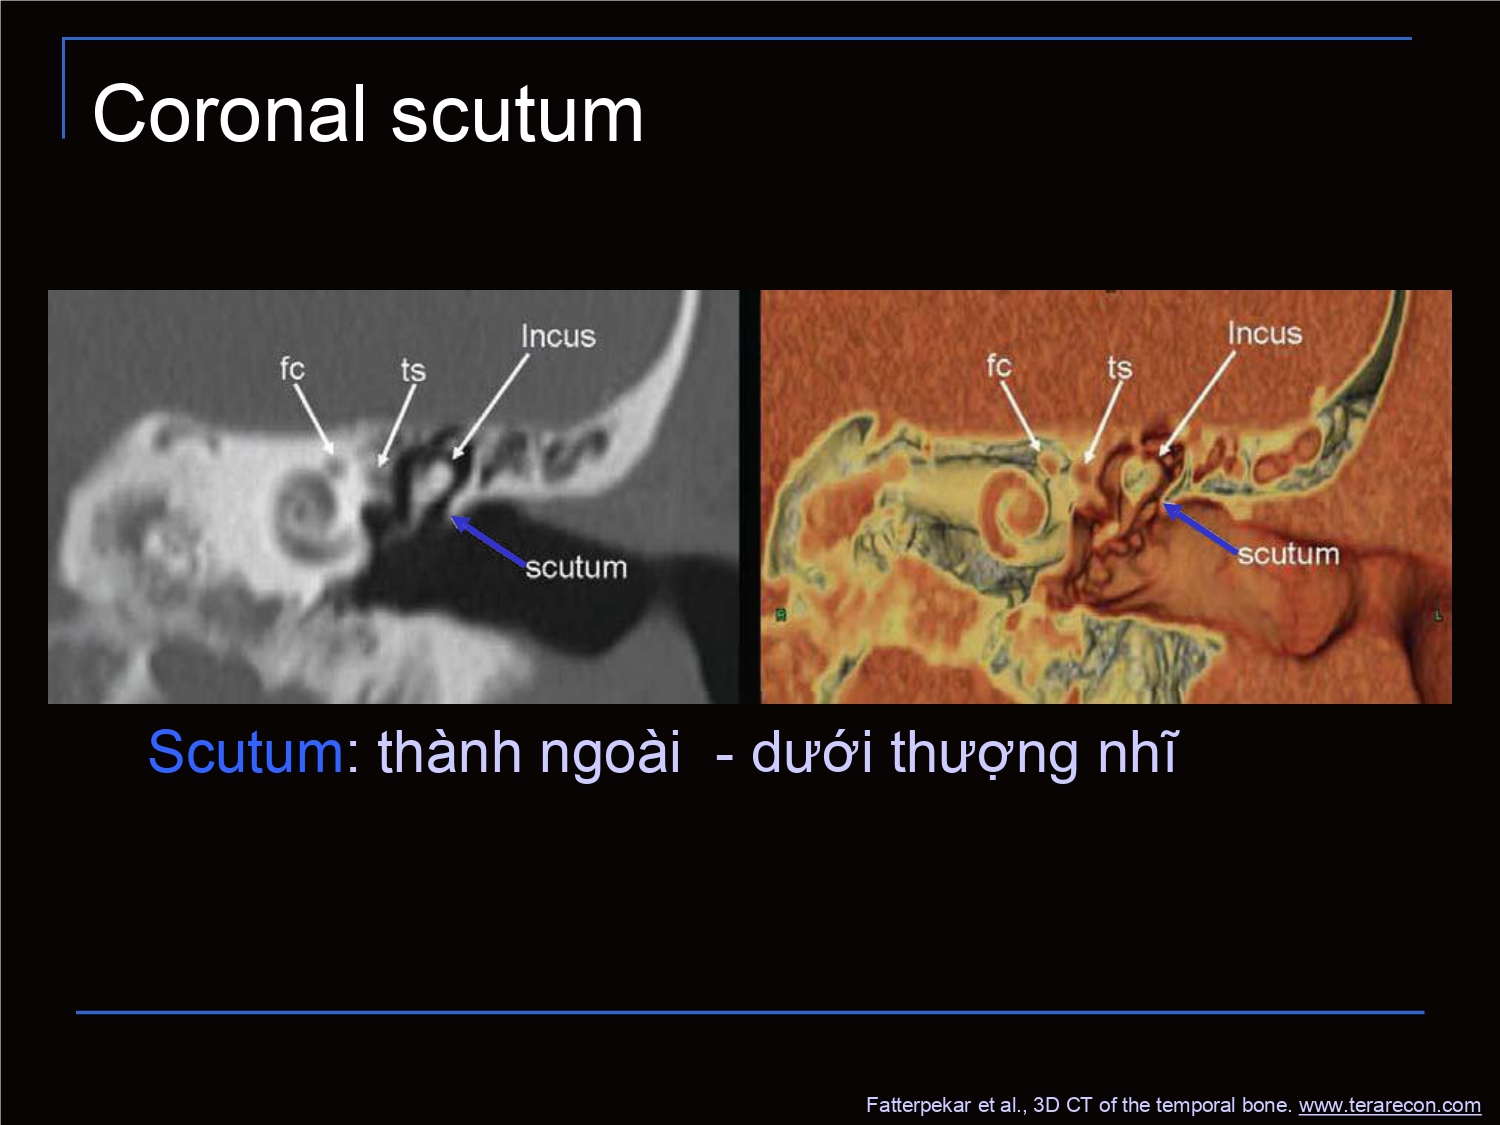 Coronal scutum
Incus
fc
ts
scutum
Incus
fc
ts
scutum
R
L
Scutum: thành ngoài - dưới thượng nhĩ
Fatterpekar et al., 3D CT of the temporal bone. www.terarecon.com